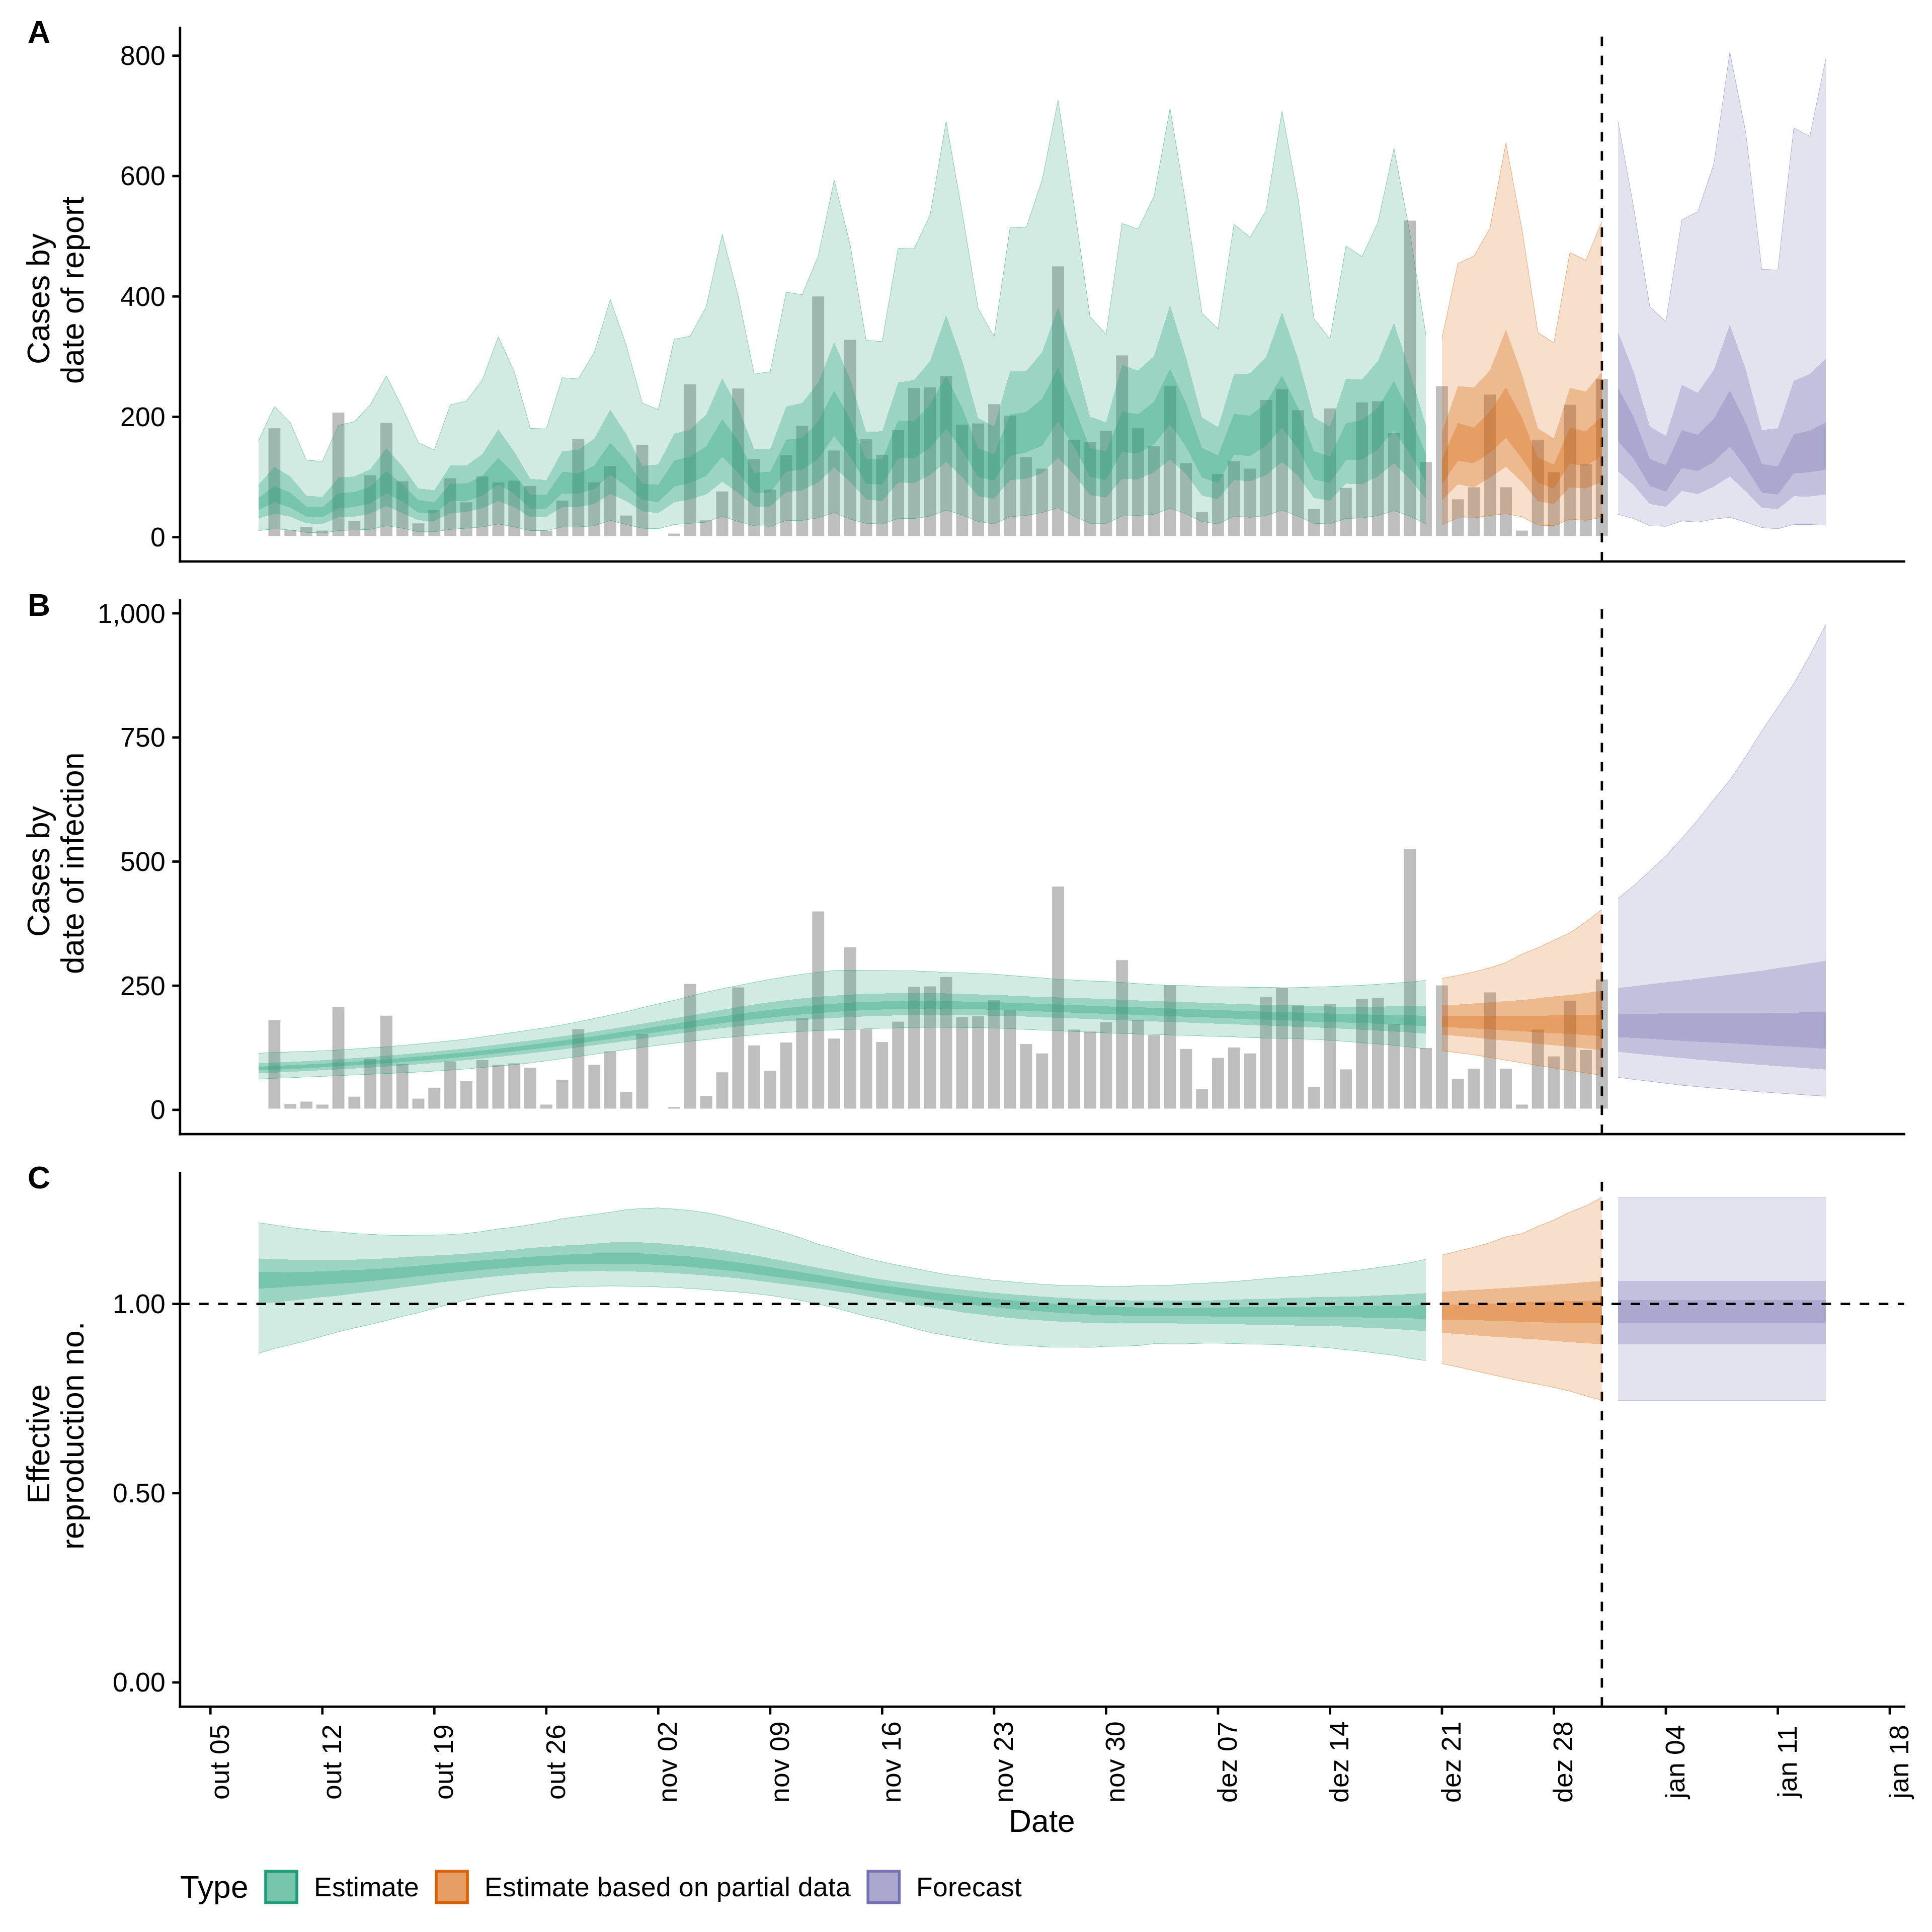 A
800
600
400
200
0
Cases by
date of report
B
1,000
750
500
250
0
Cases by
date of infection
C
1.00
0.50
0.00
Effective
reproduction no.
out 05
out 12
out 19
out 26
nov 02
nov 09
nov 16
nov 23
nov 30
dez 07
dez 14
dez 21
dez 28
jan 04
jan 11
jan 18
Date
Type Estimate Estimate based on partial data Forecast